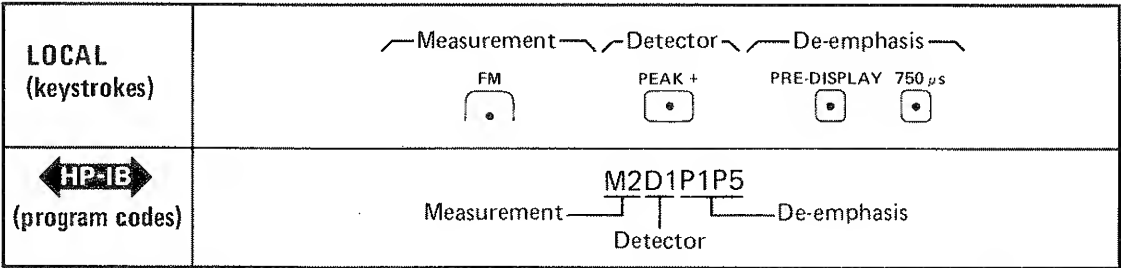 LOCAL
(keystrokes)
Measurement Detector De-emphasis
FM PEAK + PRE-DISPLAY 750 μs
HP-IB
(program codes)
M2D1P1P5
Measurement De-emphasis
Detector